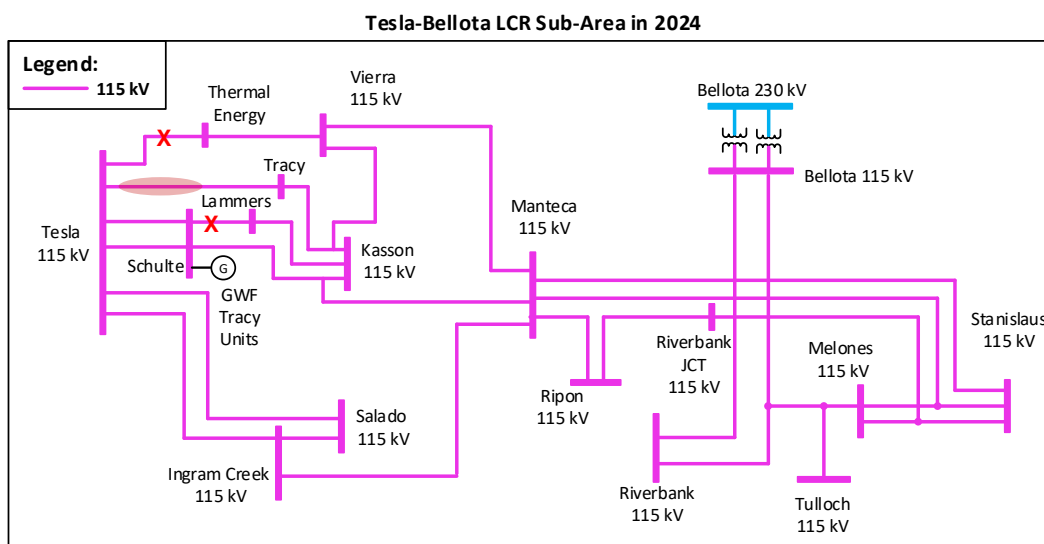 Tesla-Bellota LCR Sub-Area in 2024
Legend:
115 kV
Thermal
Energy
Vierra
115 kV
Bellota 230 kV
X
Tracy
Bellota 115 kV
Lammers
X
Manteca
115 kV
Tesla
115 kV
Kasson
115 kV
Schulte
G
GWF
Tracy
Units
Riverbank
JCT
115 kV
Stanislaus
115 kV
Melones
115 kV
Ripon
115 kV
Salado
115 kV
Ingram Creek
115 kV
Riverbank
115 kV
Tulloch
115 kV